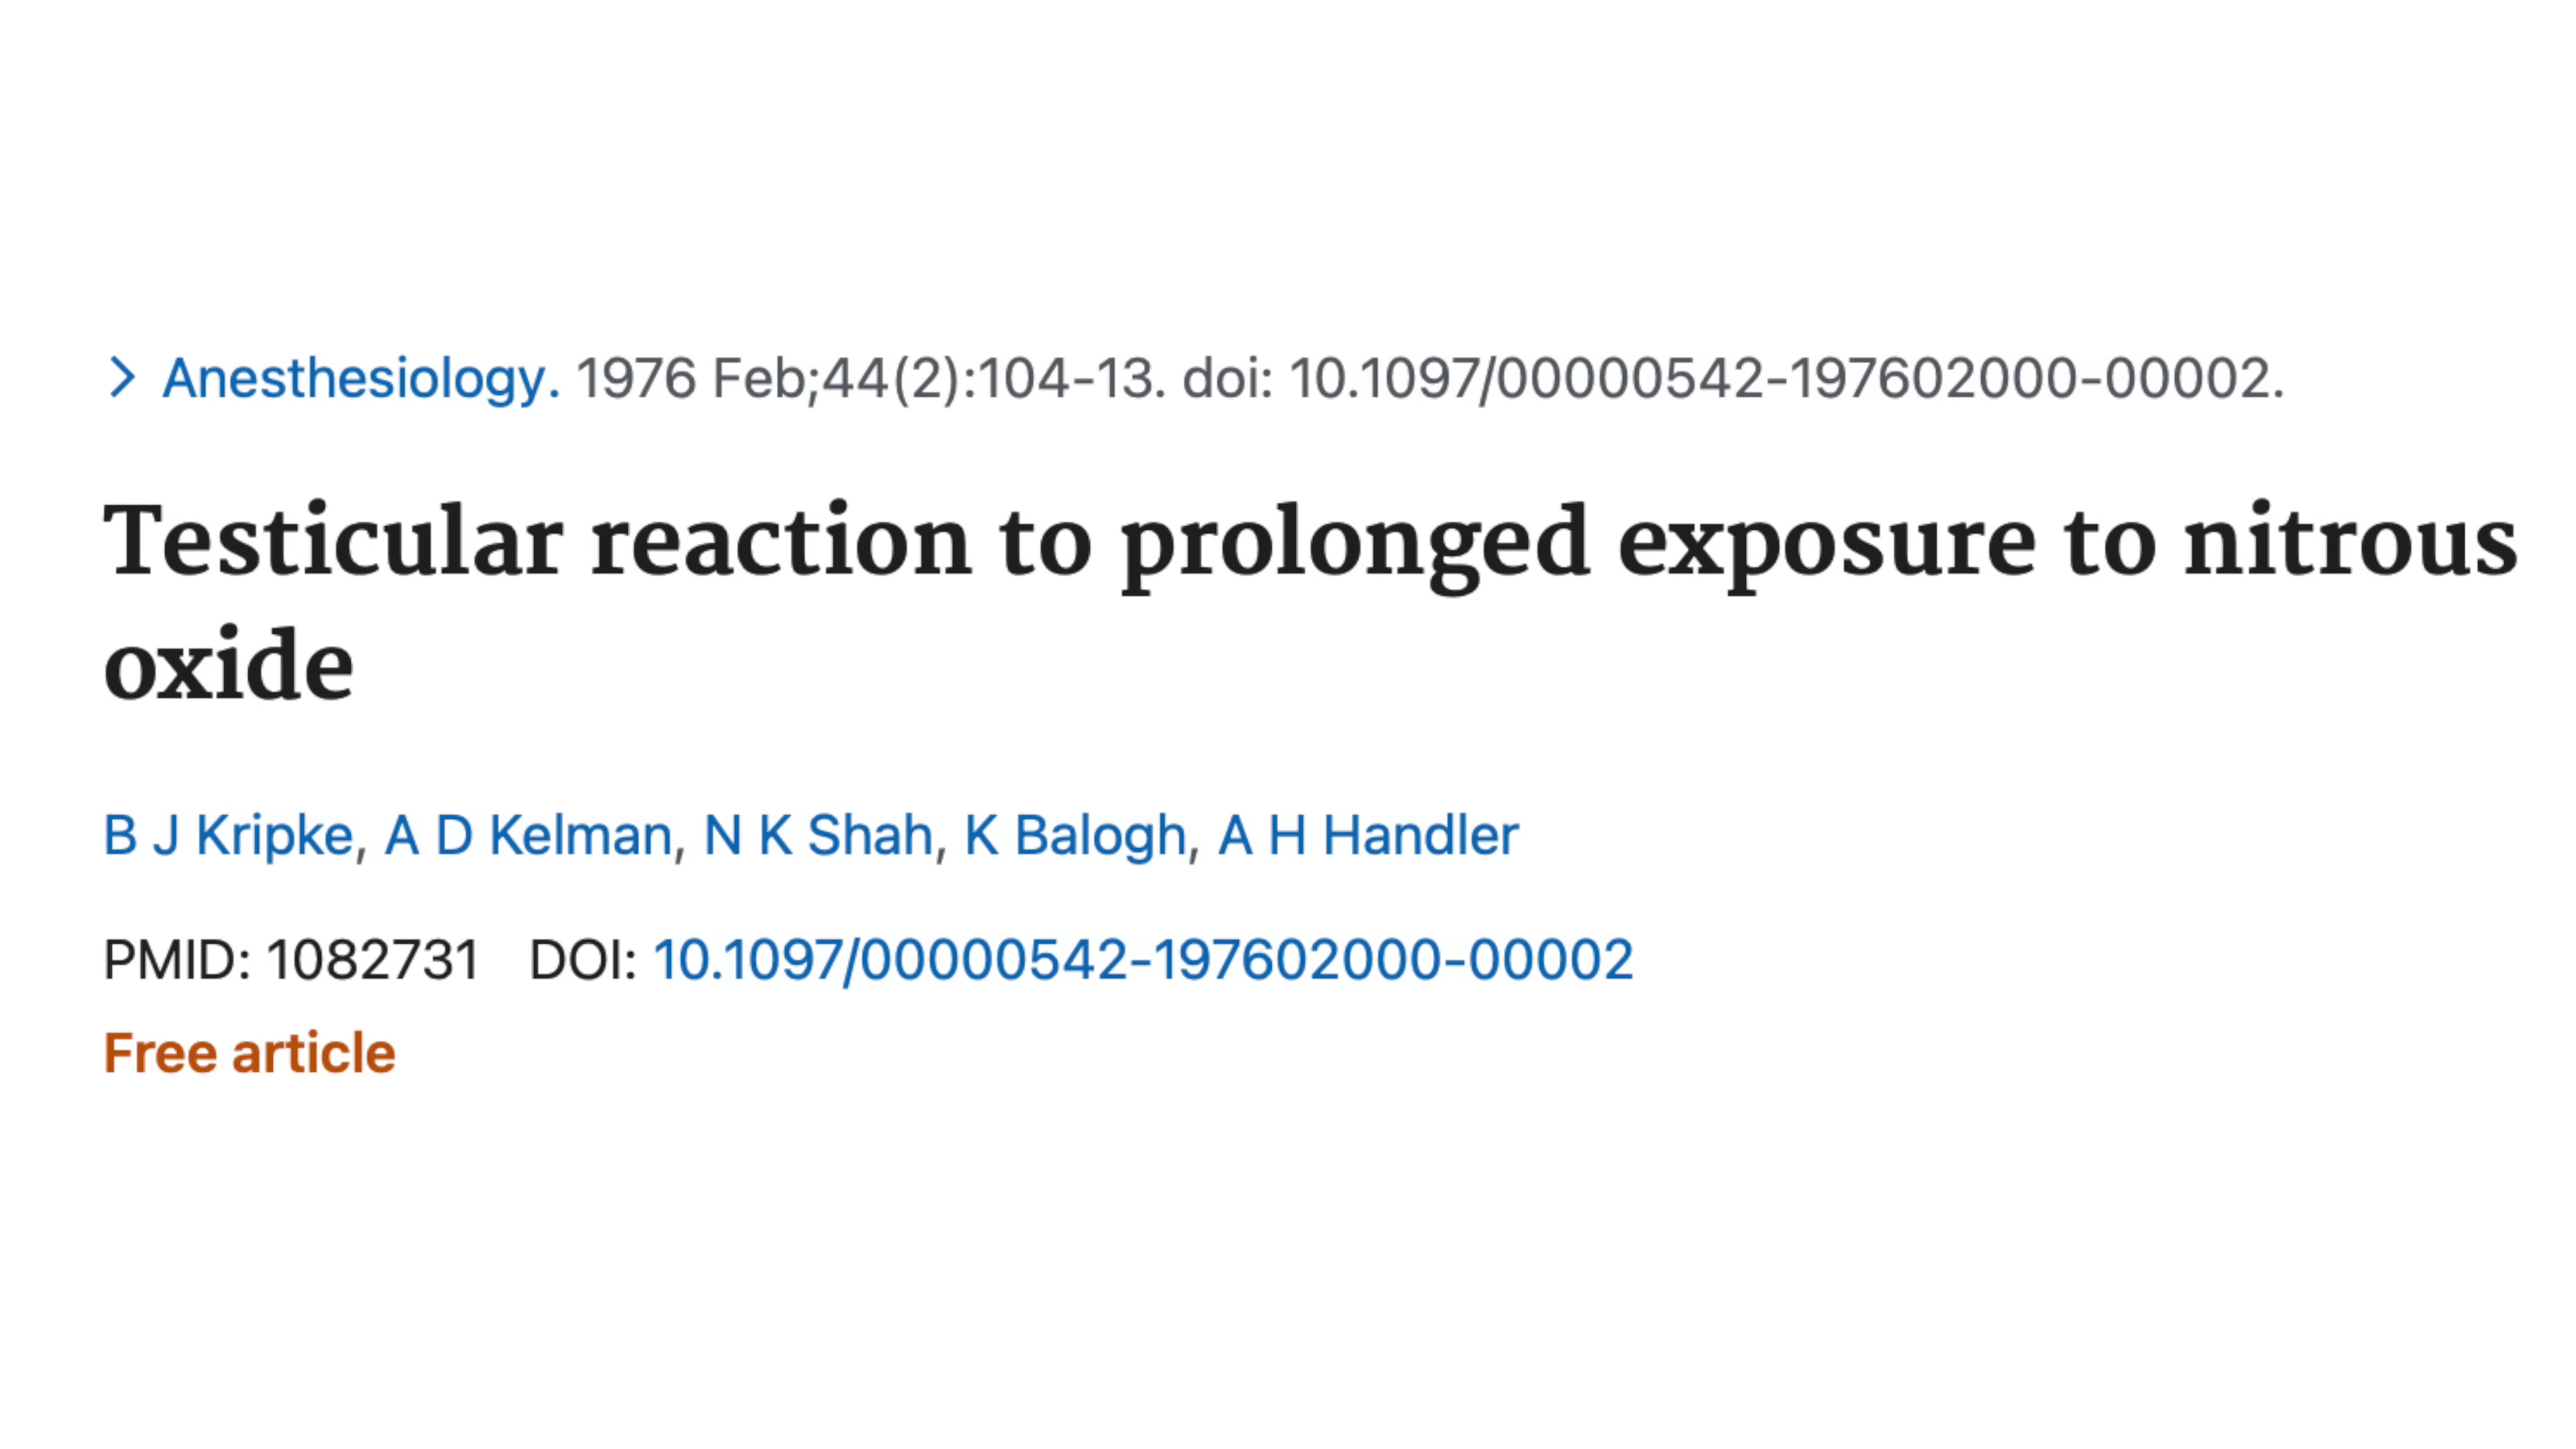 > Anesthesiology. 1976 Feb;44(2):104-13. doi: 10.1097/00000542-197602000-00002.
Testicular reaction to prolonged exposure to nitrous
oxide
B J Kripke, A D Kelman, N K Shah, K Balogh, A H Handler
PMID: 1082731 DOI: 10.1097/00000542-197602000-00002
Free article